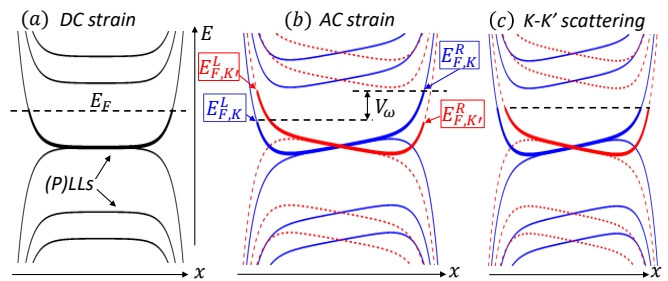 (a) DC strain
E
E_F
(P)LLs
x
(b) AC strain
E^L_{F,K'}
E^L_{F,K}
E^R_{F,K}
V_ω
E^R_{F,K'}
x
(c) K-K' scattering
x